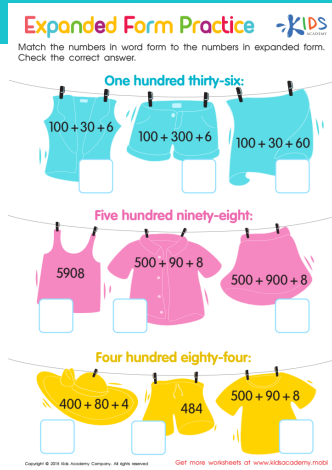 Expanded Form Practice
KIDS
ACADEMY
Match the numbers in word form to the numbers in expanded form.
Check the correct answer.
One hundred thirty-six:
100 + 30 + 6
100 + 300 + 6
100 + 30 + 60
Five hundred ninety-eight:
5908
500 + 90 + 8
500 + 900 + 8
Four hundred eighty-four:
400 + 80 + 4
484
500 + 90 + 8
Copyright © 2018 Kids Academy Company. All rights reserved
Get more worksheets at www.kidsacademy.mobi